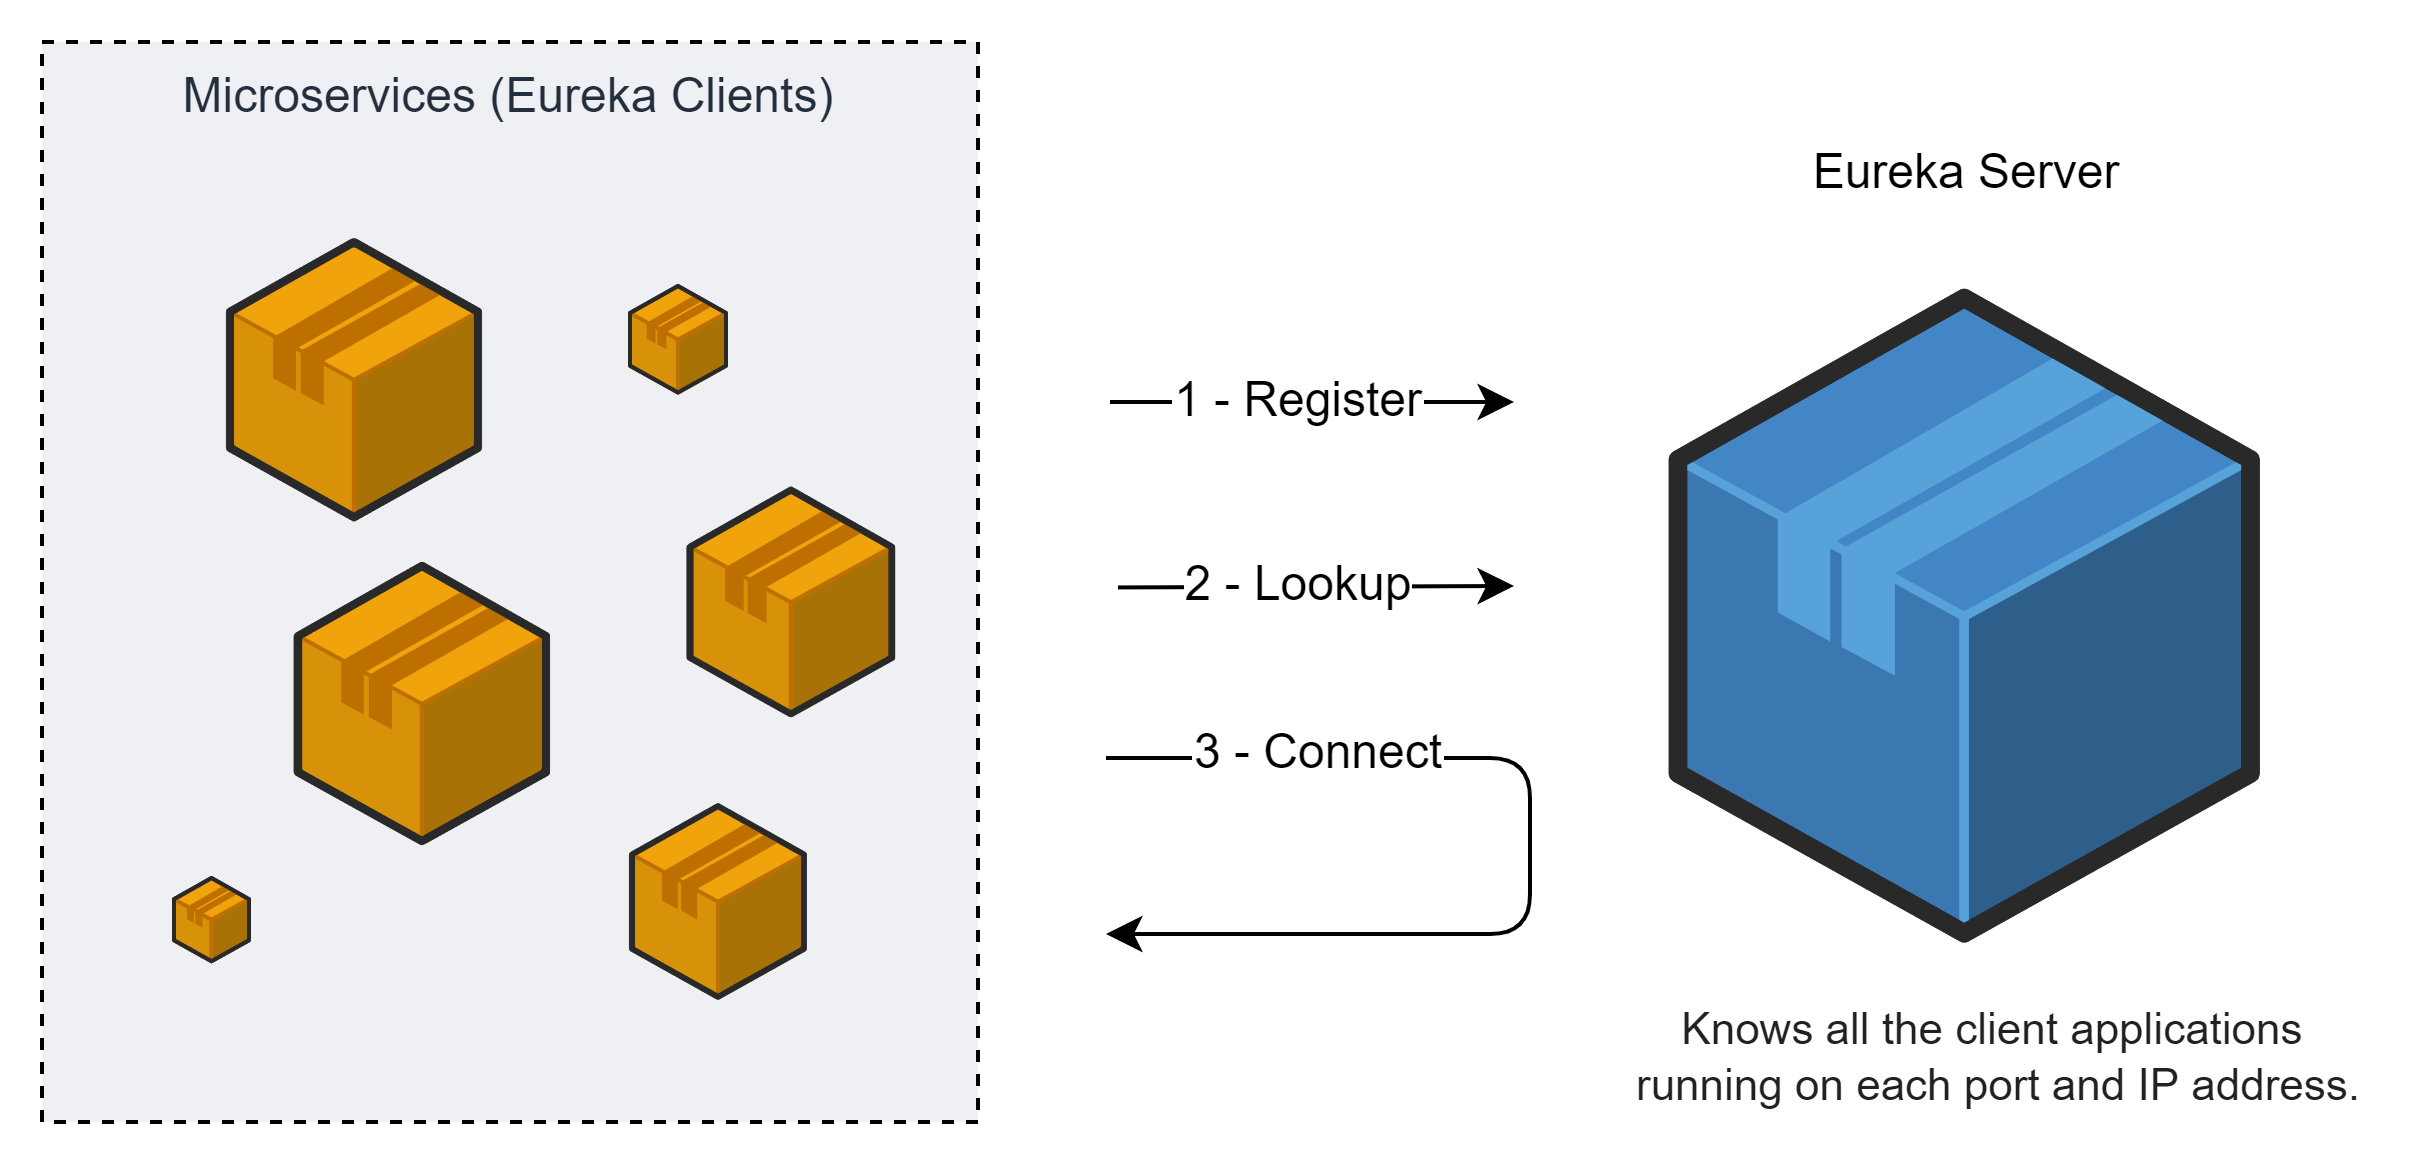 Microservices (Eureka Clients)
Eureka Server
1 - Register
2 - Lookup
3 - Connect
Knows all the client applications
running on each port and IP address.